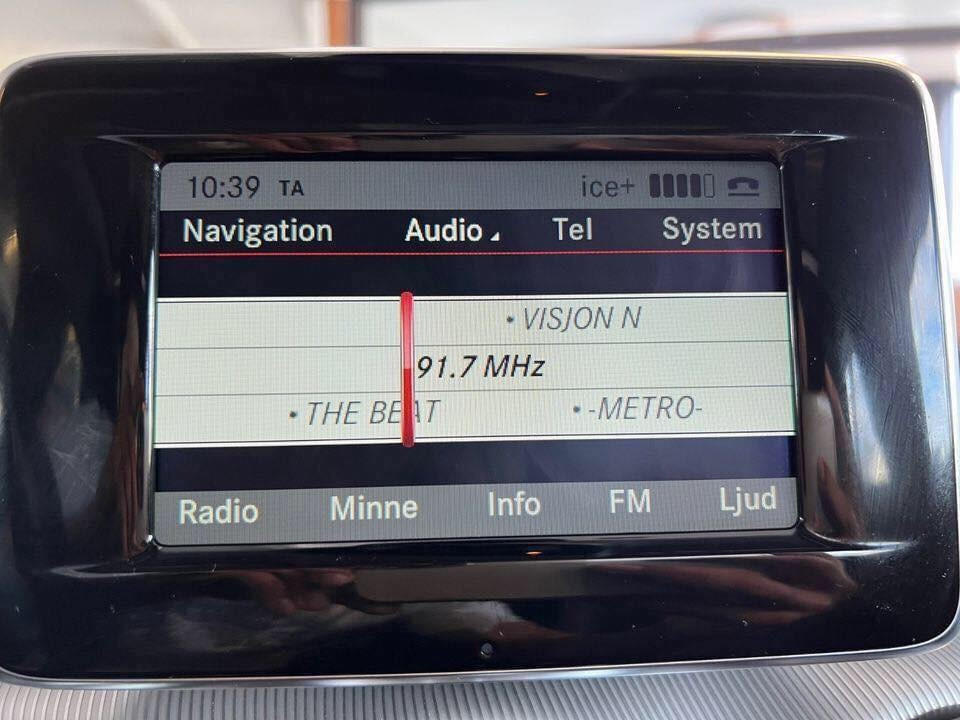 10:39 TA ice+
Navigation Audio Tel System
• VISJON N
91.7 MHz
• THE BEAT • -METRO-
Radio Minne Info FM Ljud